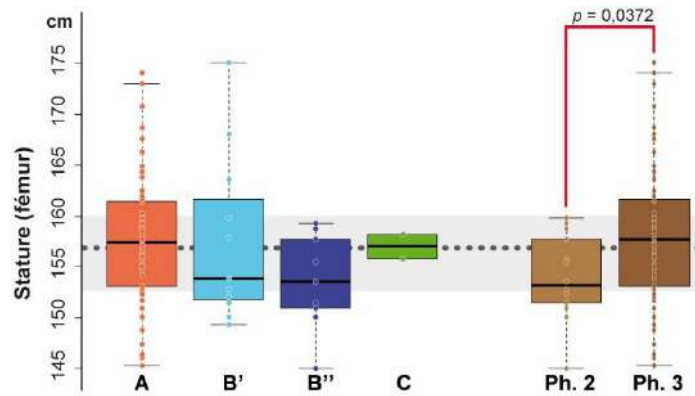 p = 0,0372
cm
175
170
165
160
155
150
145
Stature (fémur)
A
B'
B''
C
Ph. 2
Ph. 3